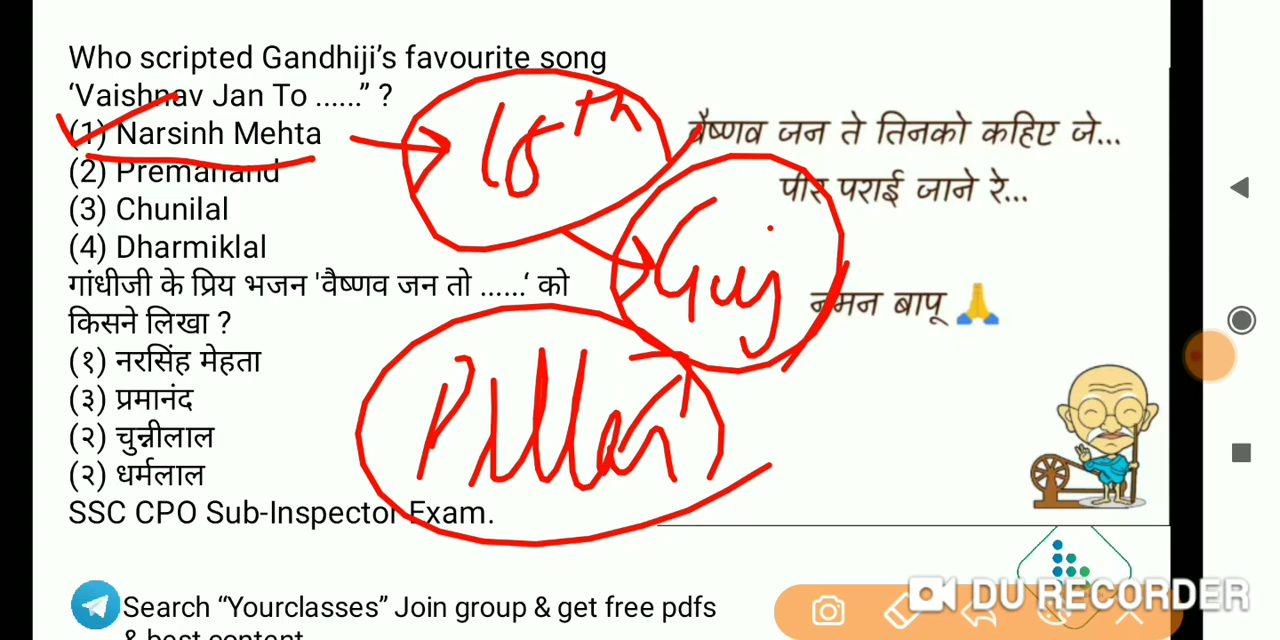 Who scripted Gandhiji’s favourite song
‘Vaishnav Jan To ......” ?
(1) Narsinh Mehta
(2) Premanand
(3) Chunilal
(4) Dharmiklal
गांधीजी के प्रिय भजन 'वैष्णव जन तो ......‘ को
किसने लिखा ?
(१) नरसिंह मेहता
(३) प्रमानंद
(२) चुन्नीलाल
(२) धर्मलाल
SSC CPO Sub-Inspector Exam.
15th
Guj
वैष्णव जन ते तिनको कहिए जे...
पीर पराई जाने रे...
नमन बापू 🙏
Search “Yourclasses” Join group & get free pdfs
& best content
DU RECORDER